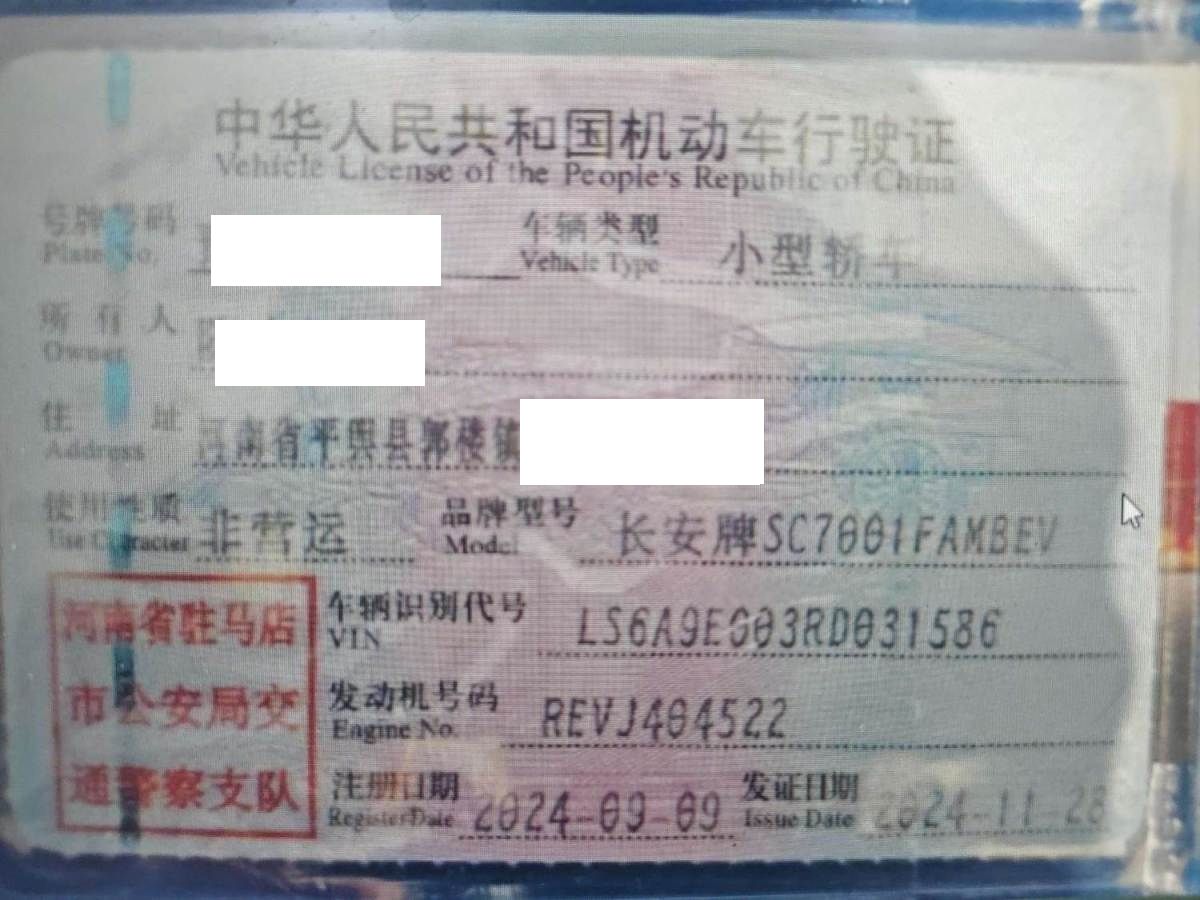 中华人民共和国机动车行驶证
Vehicle License of the People's Republic of China
号牌号码 车辆类型 小型轿车
Plate No. Vehicle Type
所有人
Owner
住址 河南省平舆县郭楼镇
Address
使用性质 非营运 品牌型号 长安牌SC7001FAMBEV
Use Character Model
河南省驻马店
市公安局交
通警察支队
车辆识别代号 LS6A9E003RD031586
VIN
发动机号码 REVJ404522
Engine No.
注册日期 2024-09-09 发证日期 2024-11-28
Register Date Issue Date